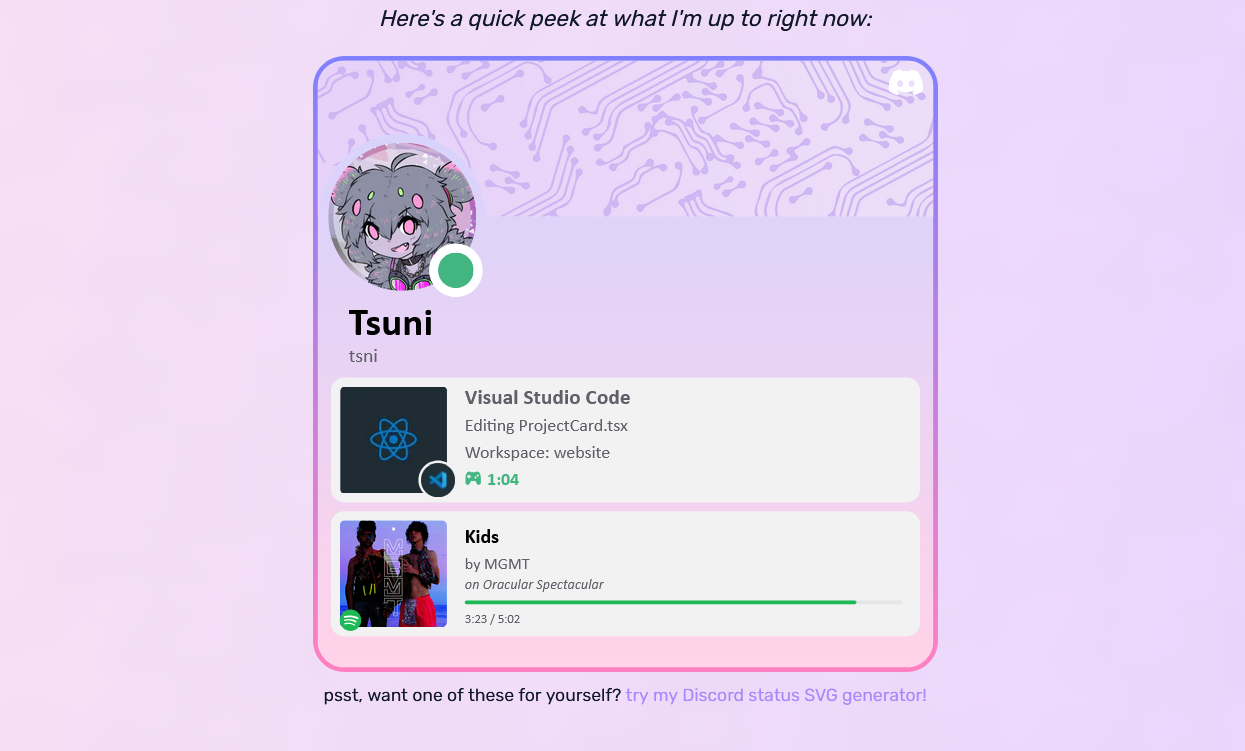 Here's a quick peek at what I'm up to right now:
Tsuni
tsni
Visual Studio Code
Editing ProjectCard.tsx
Workspace: website
1:04
Kids
by MGMT
on Oracular Spectacular
3:23 / 5:02
psst, want one of these for yourself? try my Discord status SVG generator!